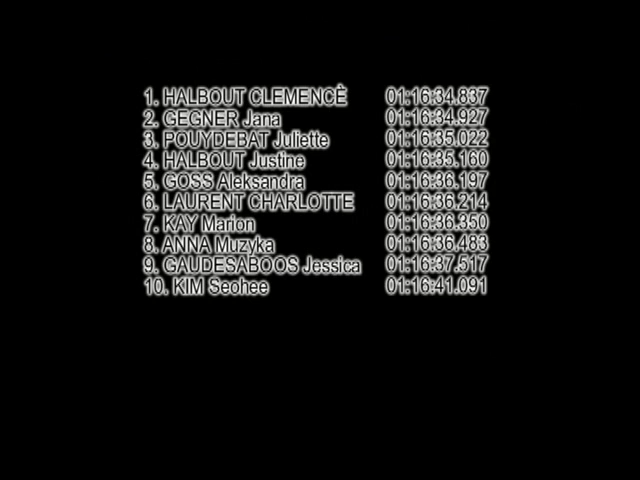 1. HALBOUT CLEMENCÈ 01:16:34.837
2. GEGNER Jana 01:16:34.927
3. POUYDEBAT Juliette 01:16:35.022
4. HALBOUT Justine 01:16:35.160
5. GOSS Aleksandra 01:16:36.197
6. LAURENT CHARLOTTE 01:16:36.214
7. KAY Marion 01:16:36.350
8. ANNA Muzyka 01:16:36.483
9. GAUDESABOOS Jessica 01:16:37.517
10. KIM Seohee 01:16:41.091